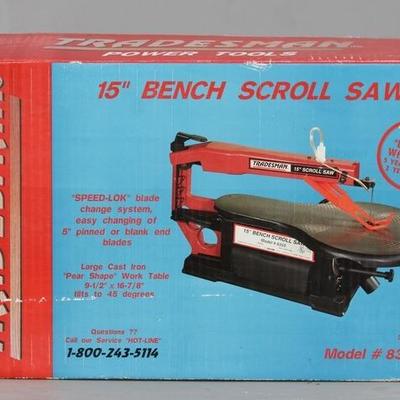 TRADESMAN
POWER TOOLS
15" BENCH SCROLL SAW
"SPEED-LOK" blade
change system,
easy changing of
5" pinned or blank end
blades
Large Cast Iron
"Pear Shape" Work Table
9-1/2" x 16-7/8"
tilts to 45 degrees
Questions ??
Call our Service "HOT-LINE"
1-800-243-5114
TRADESMAN
15" SCROLL SAW
15" BENCH SCROLL SAW
Model #
Model # 83